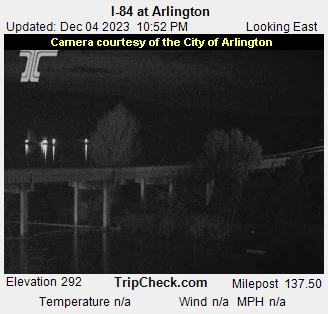 I-84 at Arlington
Updated: Dec 04 2023 10:52 PM Looking East
Camera courtesy of the City of Arlington
Elevation 292 TripCheck.com Milepost 137.50
Temperature n/a Wind n/a MPH n/a